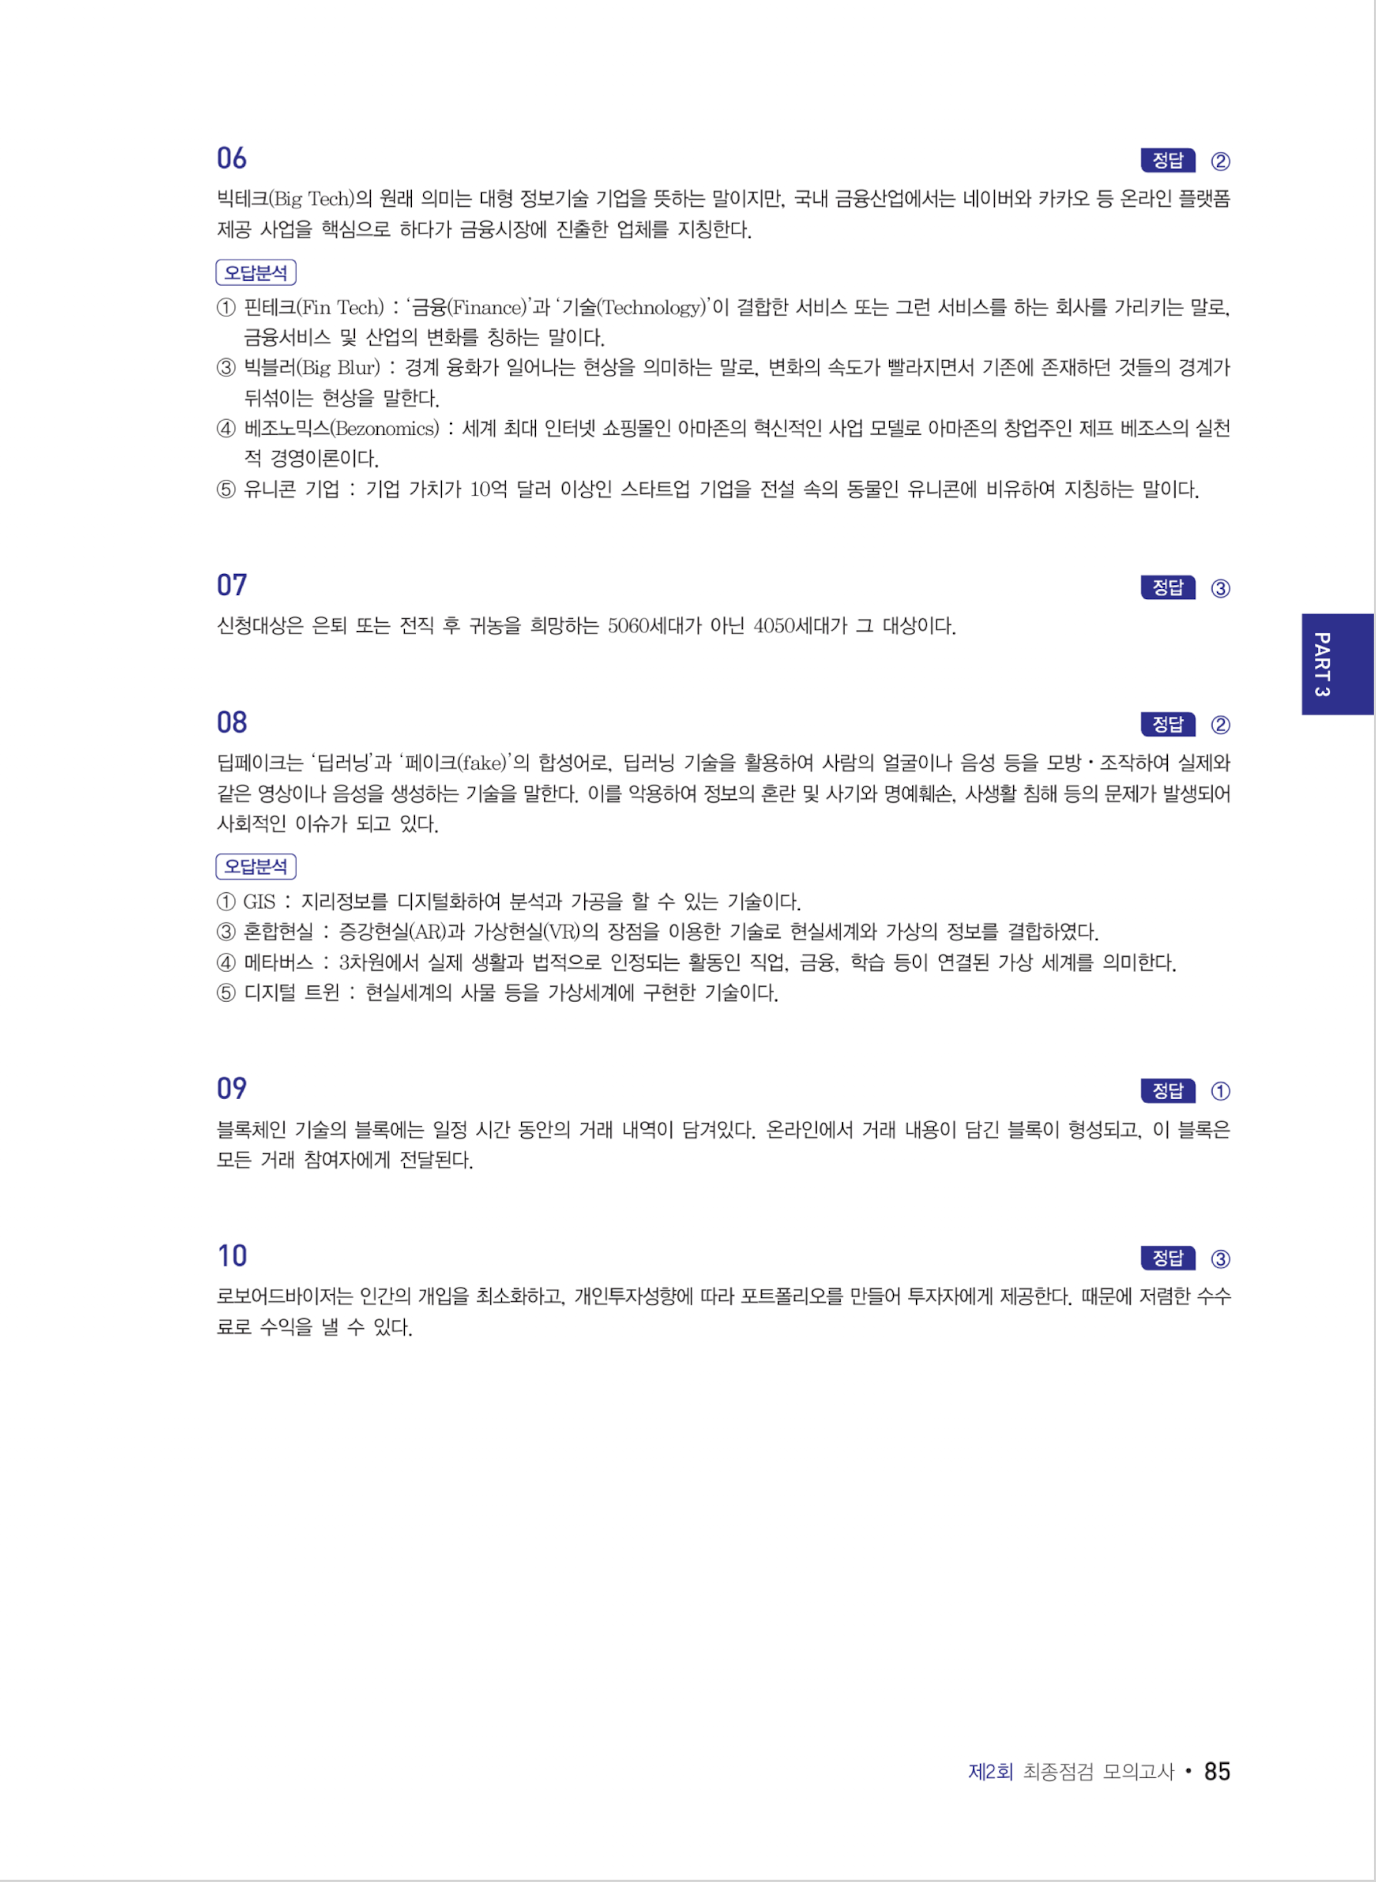 06
정답 ②
빅테크(Big Tech)의 원래 의미는 대형 정보기술 기업을 뜻하는 말이지만, 국내 금융산업에서는 네이버와 카카오 등 온라인 플랫폼
제공 사업을 핵심으로 하다가 금융시장에 진출한 업체를 지칭한다.
오답분석
① 핀테크(Fin Tech) : ‘금융(Finance)’과 ‘기술(Technology)’이 결합한 서비스 또는 그런 서비스를 하는 회사를 가리키는 말로,
금융서비스 및 산업의 변화를 칭하는 말이다.
③ 빅블러(Big Blur) : 경계 융화가 일어나는 현상을 의미하는 말로, 변화의 속도가 빨라지면서 기존에 존재하던 것들의 경계가
뒤섞이는 현상을 말한다.
④ 베조노믹스(Bezonomics) : 세계 최대 인터넷 쇼핑몰인 아마존의 혁신적인 사업 모델로 아마존의 창업주인 제프 베조스의 실천
적 경영이론이다.
⑤ 유니콘 기업 : 기업 가치가 10억 달러 이상인 스타트업 기업을 전설 속의 동물인 유니콘에 비유하여 지칭하는 말이다.
07
정답 ③
신청대상은 은퇴 또는 전직 후 귀농을 희망하는 5060세대가 아닌 4050세대가 그 대상이다.
PART 3
08
정답 ②
딥페이크는 ‘딥러닝’과 ‘페이크(fake)’의 합성어로, 딥러닝 기술을 활용하여 사람의 얼굴이나 음성 등을 모방·조작하여 실제와
같은 영상이나 음성을 생성하는 기술을 말한다. 이를 악용하여 정보의 혼란 및 사기와 명예훼손, 사생활 침해 등의 문제가 발생되어
사회적인 이슈가 되고 있다.
오답분석
① GIS : 지리정보를 디지털화하여 분석과 가공을 할 수 있는 기술이다.
③ 혼합현실 : 증강현실(AR)과 가상현실(VR)의 장점을 이용한 기술로 현실세계와 가상의 정보를 결합하였다.
④ 메타버스 : 3차원에서 실제 생활과 법적으로 인정되는 활동인 직업, 금융, 학습 등이 연결된 가상 세계를 의미한다.
⑤ 디지털 트윈 : 현실세계의 사물 등을 가상세계에 구현한 기술이다.
09
정답 ①
블록체인 기술의 블록에는 일정 시간 동안의 거래 내역이 담겨있다. 온라인에서 거래 내용이 담긴 블록이 형성되고, 이 블록은
모든 거래 참여자에게 전달된다.
10
정답 ③
로보어드바이저는 인간의 개입을 최소화하고, 개인투자성향에 따라 포트폴리오를 만들어 투자자에게 제공한다. 때문에 저렴한 수수
료로 수익을 낼 수 있다.
제2회 최종점검 모의고사 • 85